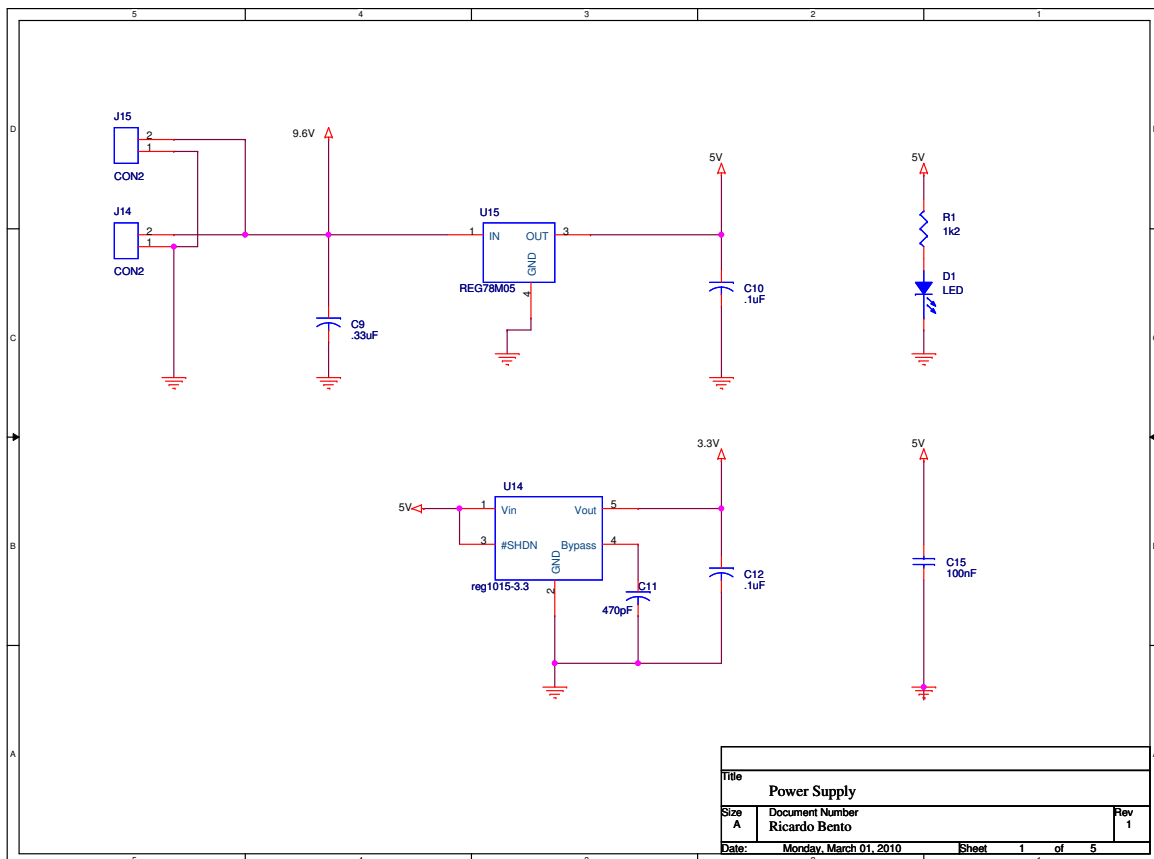 5 4 3 2 1
D
J15
2
1
CON2
9.6V
5V
5V
J14
2
1
CON2
U15
1 IN OUT 3
GND
4
REG78M05
R1
1k2
D1
LED
C10
.1uF
C9
.33uF
C
3.3V
5V
U14
5V
1 Vin Vout 5
3 #SHDN Bypass 4
GND
2
reg1015-3.3
C11
470pF
C12
.1uF
C15
100nF
B
A
Title
Power Supply
Size Document Number Rev
A Ricardo Bento 1
Date: Monday, March 01, 2010 Sheet 1 of 5